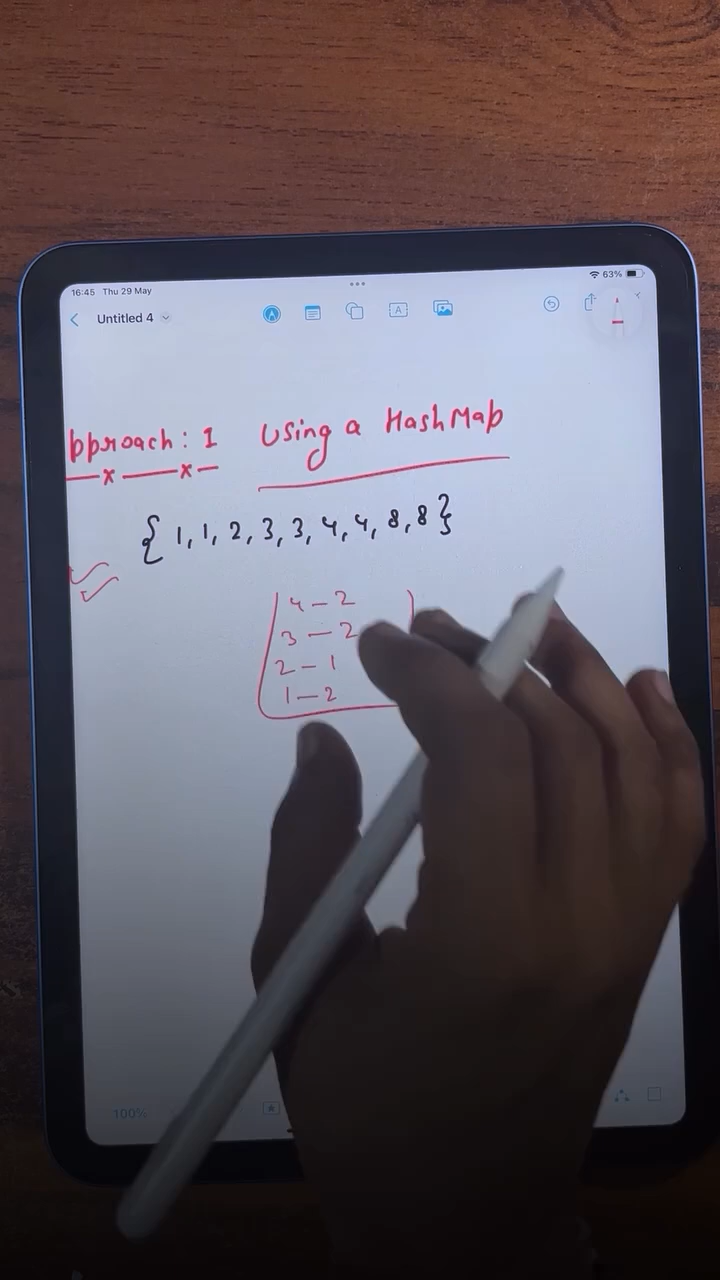 16:45 Thu 29 May
63%
Untitled 4
A
pproach: 1 Using a HashMap
{1,1,2,3,3,4,4,8,8}
4-2
3-2
2-1
1-2
100%